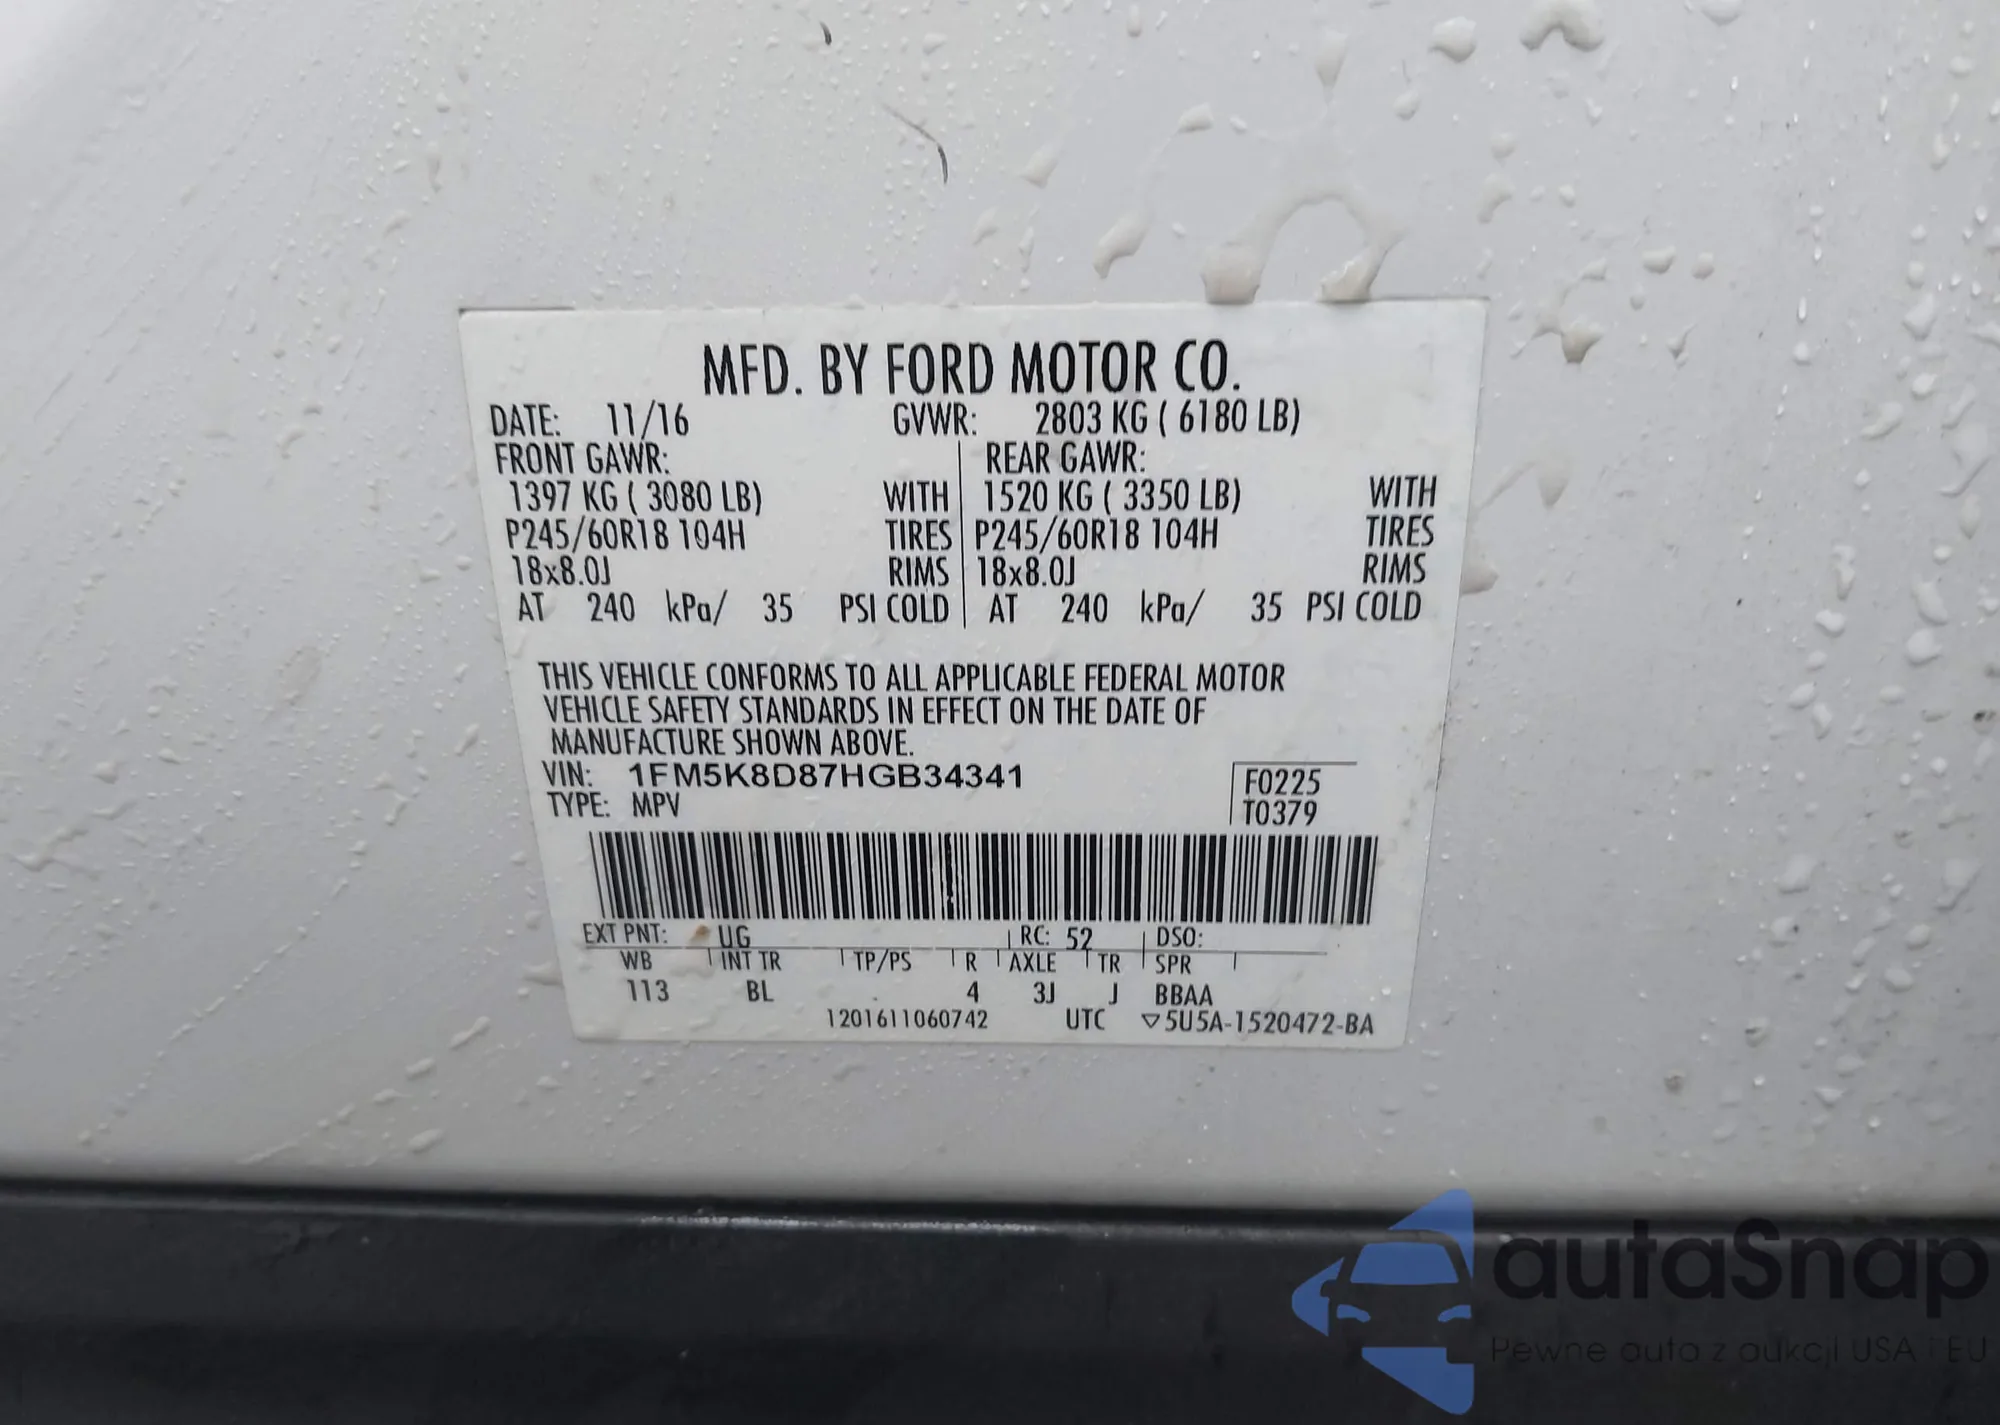 MFD. BY FORD MOTOR CO.
DATE: 11/16 GVWR: 2803 KG ( 6180 LB)
FRONT GAWR: REAR GAWR:
1397 KG ( 3080 LB) WITH 1520 KG ( 3350 LB) WITH
P245/60R18 104H TIRES P245/60R18 104H TIRES
18x8.0J RIMS 18x8.0J RIMS
AT 240 kPa/ 35 PSI COLD AT 240 kPa/ 35 PSI COLD
THIS VEHICLE CONFORMS TO ALL APPLICABLE FEDERAL MOTOR
VEHICLE SAFETY STANDARDS IN EFFECT ON THE DATE OF
MANUFACTURE SHOWN ABOVE.
VIN: 1FM5K8D87HGB34341 F0225
TYPE: MPV T0379
EXT PNT: UG RC: 52 DSO:
WB INT TR TP/PS R AXLE TR SPR
113 BL 4 3J J BBAA
1201611060742 UTC ▽5U5A-1520472-BA
autaSnap
Pewne auta z aukcji USA i EU